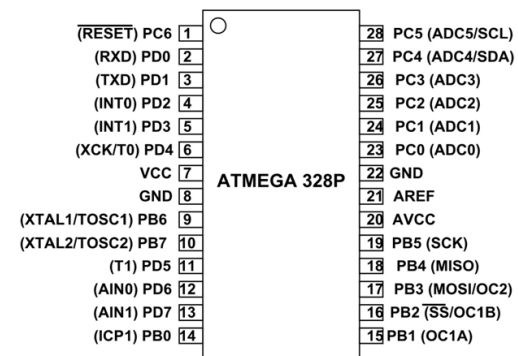 (RESET) PC6 1
(RXD) PD0 2
(TXD) PD1 3
(INT0) PD2 4
(INT1) PD3 5
(XCK/T0) PD4 6
VCC 7
GND 8
(XTAL1/TOSC1) PB6 9
(XTAL2/TOSC2) PB7 10
(T1) PD5 11
(AIN0) PD6 12
(AIN1) PD7 13
(ICP1) PB0 14
ATMEGA 328P
28 PC5 (ADC5/SCL)
27 PC4 (ADC4/SDA)
26 PC3 (ADC3)
25 PC2 (ADC2)
24 PC1 (ADC1)
23 PC0 (ADC0)
22 GND
21 AREF
20 AVCC
19 PB5 (SCK)
18 PB4 (MISO)
17 PB3 (MOSI/OC2)
16 PB2 (SS/OC1B)
15 PB1 (OC1A)